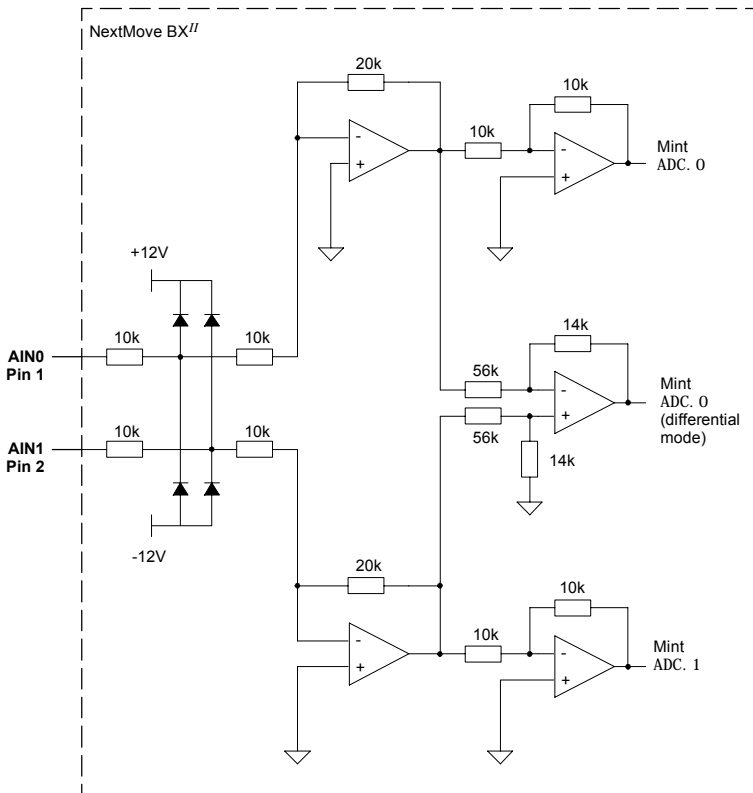 NextMove BXII
20k
10k
10k
-
+
Mint
ADC. 0
-
+
+12V
10k
10k
AIN0
Pin 1
14k
56k
-
+
Mint
ADC. 0
(differential
mode)
10k
10k
AIN1
Pin 2
56k
14k
-12V
20k
10k
10k
-
+
Mint
ADC. 1
-
+